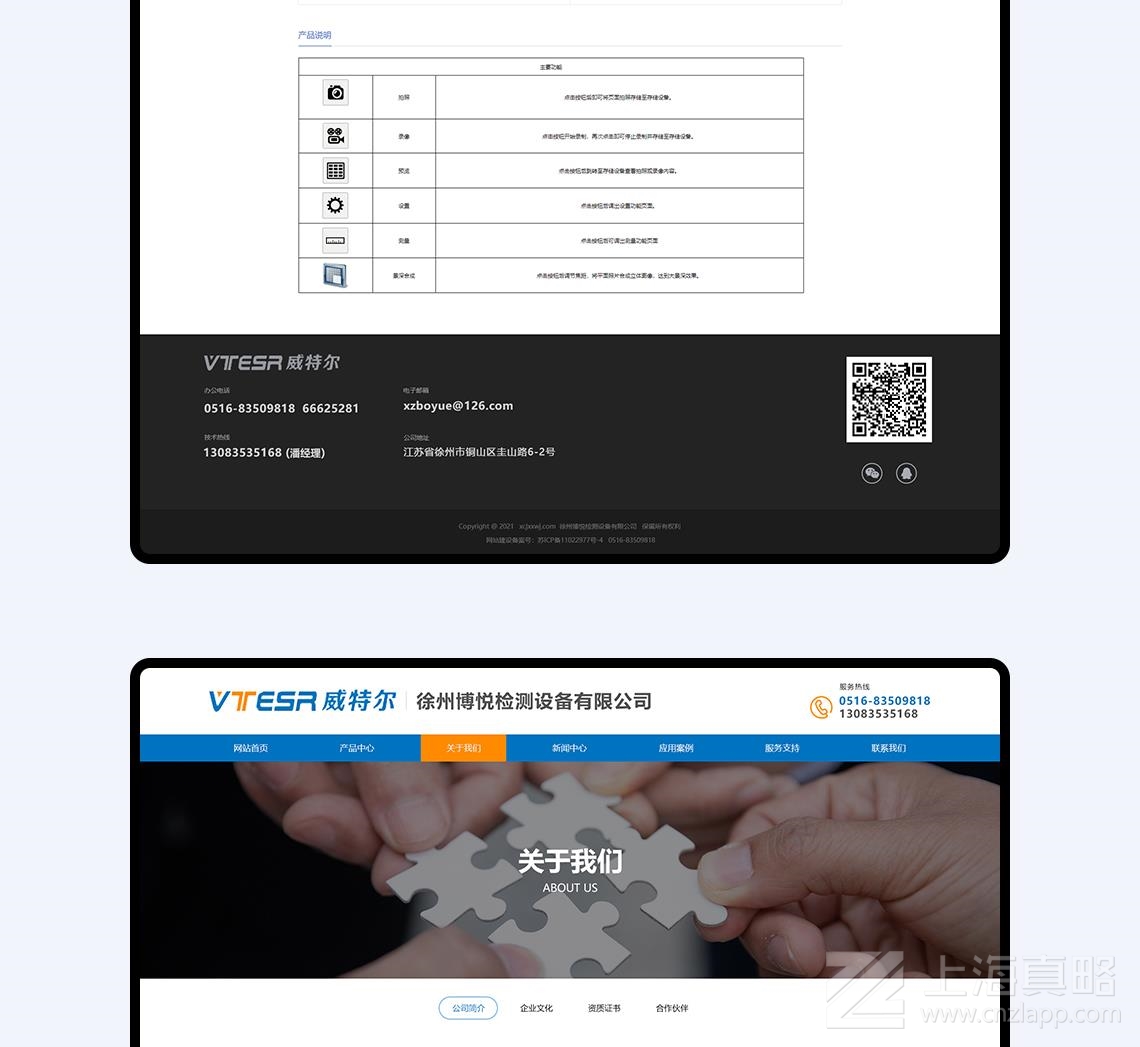 产品说明
主要功能
拍照
点击按钮后即可将页面拍照存储至存储设备。
录像
点击按钮开始录制，再次点击即可停止录制并存储至存储设备。
预览
点击按钮后跳转至存储设备查看拍照或录像内容。
设置
点击按钮后调出设置功能页面。
测量
点击按钮后可调出测量功能页面
景深合成
点击按钮后调节焦距，将平面照片合成立体图像，达到大景深效果。
VTESR 威特尔
办公电话
0516-83509818 66625281
电子邮箱
xzboyue@126.com
技术热线
13083535168 (潘经理)
公司地址
江苏省徐州市铜山区圭山路6-2号
Copyright @ 2021 xcjxxwj.com 徐州博悦检测设备有限公司 保留所有权利
网站建设备案号：苏ICP备11022977号-4 0516-83509818
VTESR 威特尔 徐州博悦检测设备有限公司
服务热线
0516-83509818
13083535168
网站首页 产品中心 关于我们 新闻中心 应用案例 服务支持 联系我们
关于我们
ABOUT US
公司简介 企业文化 资质证书 合作伙伴
上海真略
www.cnzlapp.com